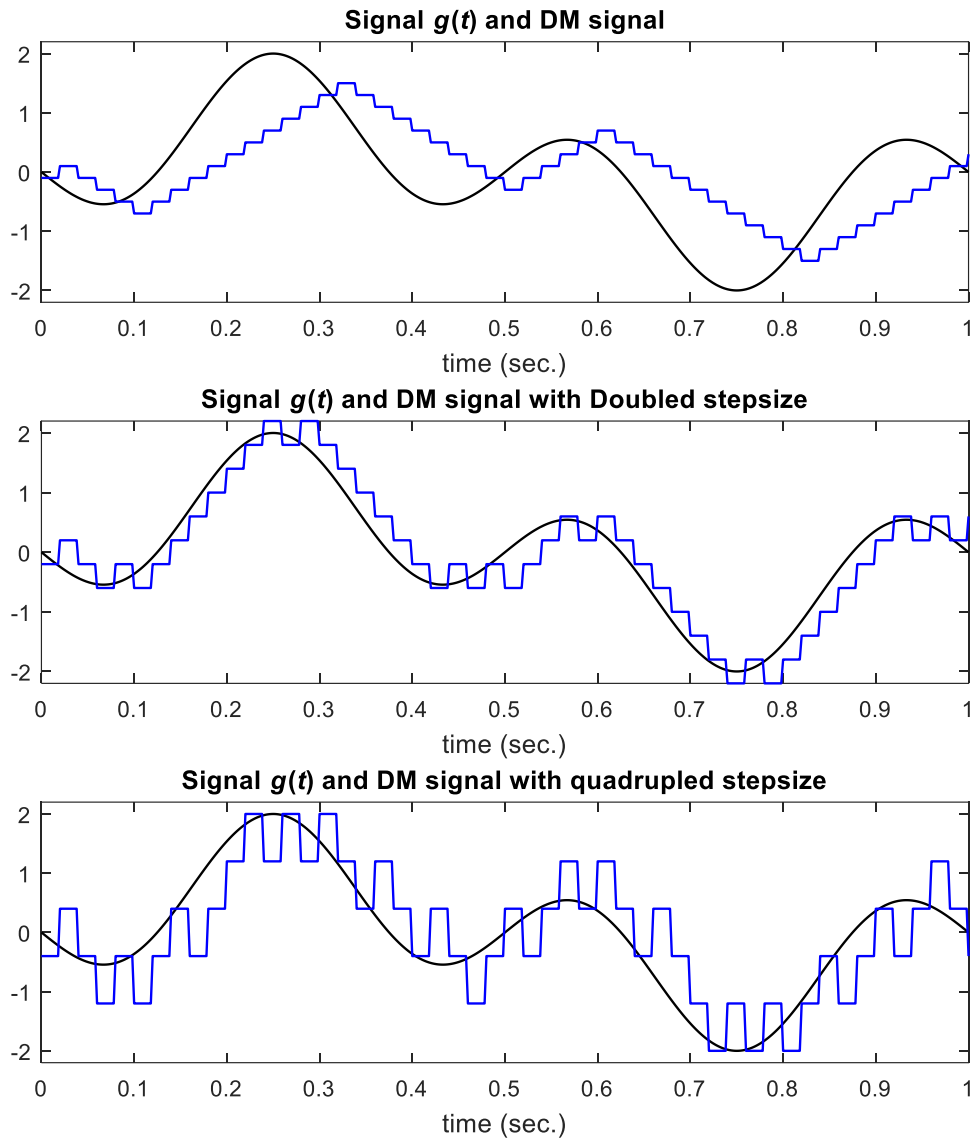 Signal g(t) and DM signal
2
1
0
-1
-2
0 0.1 0.2 0.3 0.4 0.5 0.6 0.7 0.8 0.9 1
time (sec.)
Signal g(t) and DM signal with Doubled stepsize
2
1
0
-1
-2
0 0.1 0.2 0.3 0.4 0.5 0.6 0.7 0.8 0.9 1
time (sec.)
Signal g(t) and DM signal with quadrupled stepsize
2
1
0
-1
-2
0 0.1 0.2 0.3 0.4 0.5 0.6 0.7 0.8 0.9 1
time (sec.)